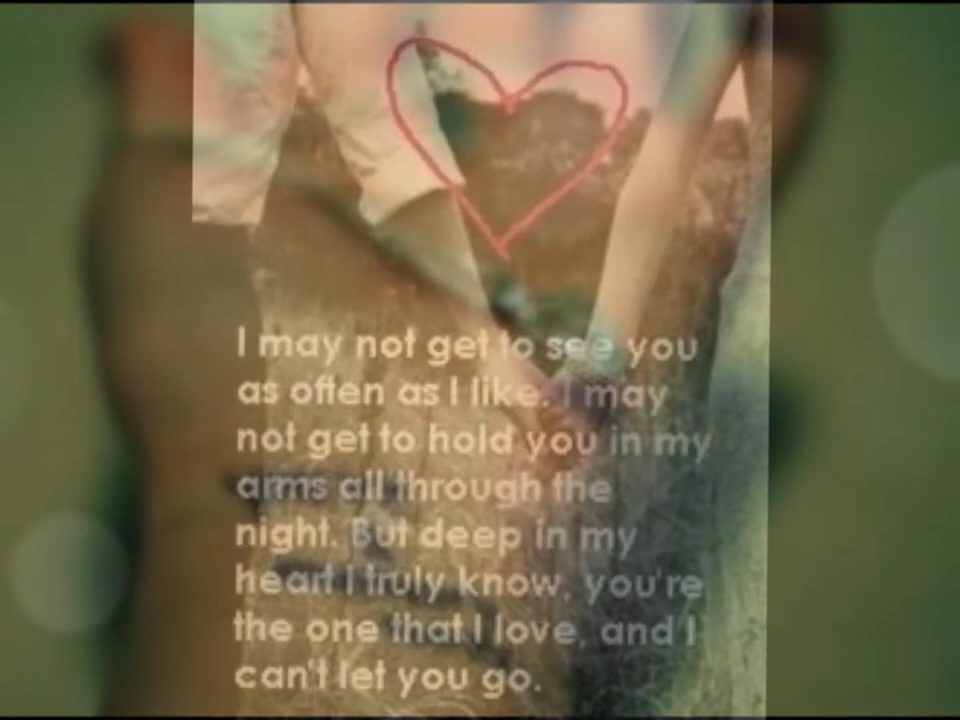 I may not get to see you
as often as I like. I may
not get to hold you in my
arms all through the
night. But deep in my
heart I truly know, you're
the one that I love, and I
can't let you go.